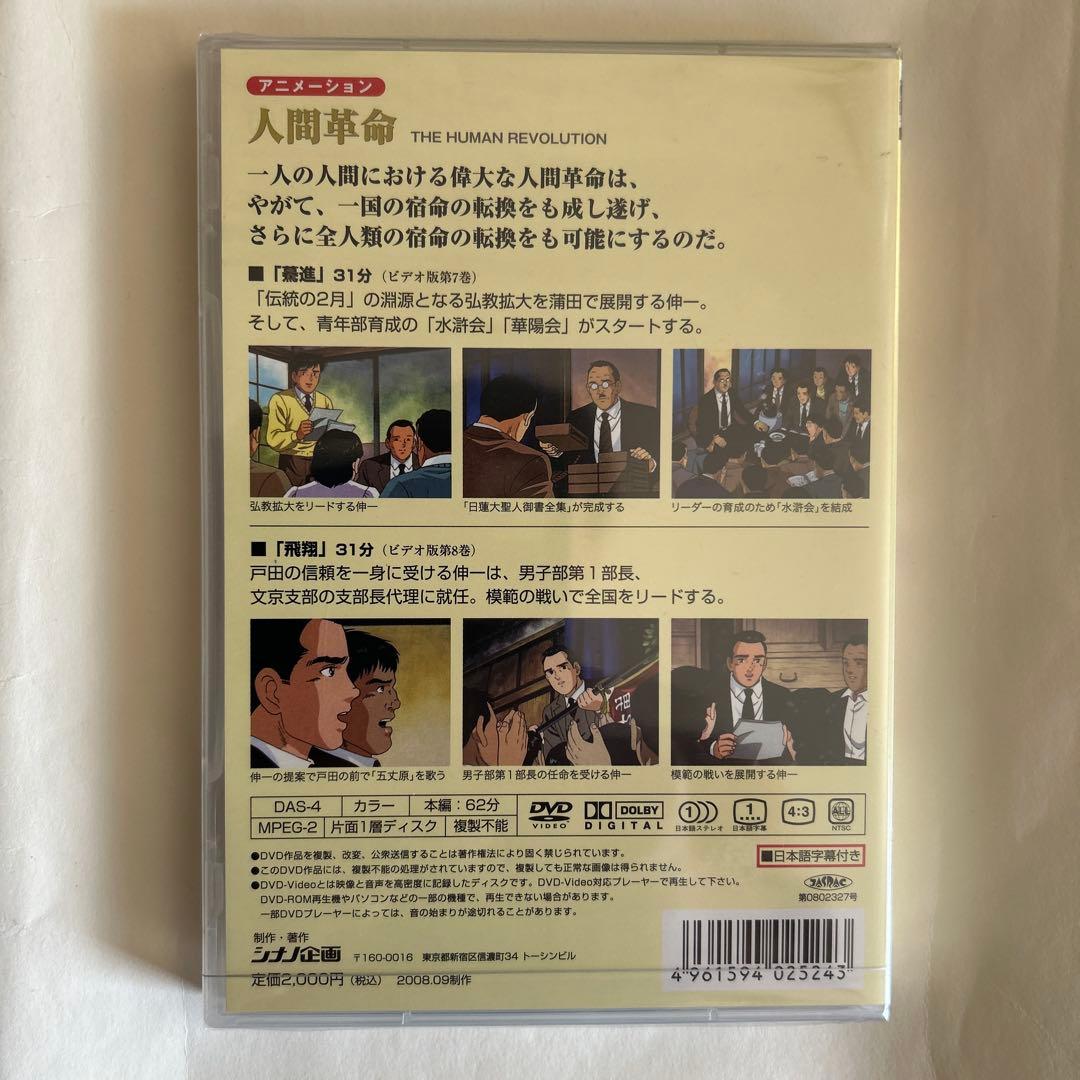 アニメーション
人間革命 THE HUMAN REVOLUTION
一人の人間における偉大な人間革命は、
やがて、一国の宿命の転換をも成し遂げ、
さらに全人類の宿命の転換をも可能にするのだ。
■「驀進」31分（ビデオ版第7巻）
「伝統の2月」の淵源となる弘教拡大を蒲田で展開する伸一。
そして、青年部育成の「水滸会」「華陽会」がスタートする。
弘教拡大をリードする伸一
「日蓮大聖人御書全集」が完成する
リーダーの育成のため「水滸会」を結成
■「飛翔」31分（ビデオ版第8巻）
戸田の信頼を一身に受ける伸一は、男子部第1部長、
文京支部の支部長代理に就任。模範の戦いで全国をリードする。
伸一の提案で戸田の前で「五丈原」を歌う
男子部第1部長の任命を受ける伸一
模範の戦いを展開する伸一
DAS-4 カラー 本編：62分
MPEG-2 片面1層ディスク 複製不能
DVD VIDEO
DOLBY DIGITAL
1 日本語ステレオ
1 日本語字幕
4:3
ALL NTSC
●DVD作品を複製、改変、公衆送信することは著作権法により固く禁じられています。
●このDVD作品には、複製不能の処理がされていますので、複製しても正常な画像は得られません。
●DVD-Videoとは映像と音声を高密度に記録したディスクです。DVD-Video対応プレーヤーで再生して下さい。
DVD-ROM再生機やパソコンなどの一部の機種で、再生できない場合があります。
一部DVDプレーヤーによっては、音の始まりが途切れることがあります。
■日本語字幕付き
JASRAC
第0802327号
制作・著作
シナノ企画 〒160-0016 東京都新宿区信濃町34 トーシンビル
定価2,000円（税込） 2008.09制作
4 961594 025243